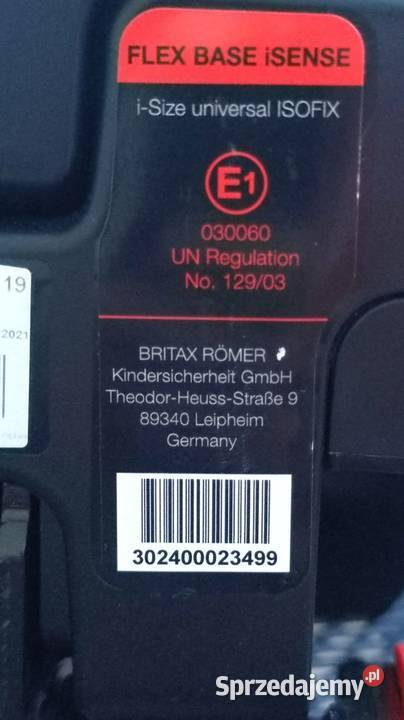 FLEX BASE iSENSE
i-Size universal ISOFIX
E1
030060
UN Regulation
No. 129/03
19
2021
BRITAX RÖMER
Kindersicherheit GmbH
Theodor-Heuss-Straße 9
89340 Leipheim
Germany
302400023499
Sprzedajemy.pl